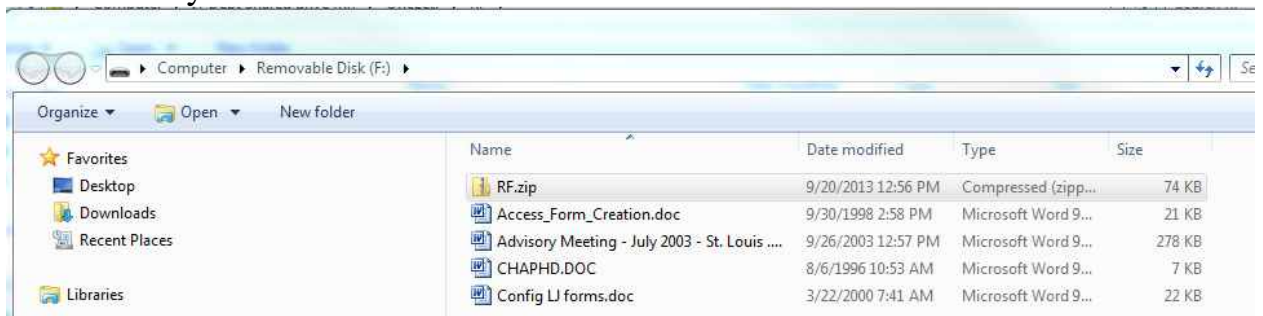 Computer ▸ Removable Disk (F:) ▸ Se
Organize Open New folder
Favorites
Desktop
Downloads
Recent Places
Libraries
Name Date modified Type Size
RF.zip 9/20/2013 12:56 PM Compressed (zipp... 74 KB
Access_Form_Creation.doc 9/30/1998 2:58 PM Microsoft Word 9... 21 KB
Advisory Meeting - July 2003 - St. Louis .... 9/26/2003 12:57 PM Microsoft Word 9... 278 KB
CHAPHD.DOC 8/6/1996 10:53 AM Microsoft Word 9... 7 KB
Config LJ forms.doc 3/22/2000 7:41 AM Microsoft Word 9... 22 KB